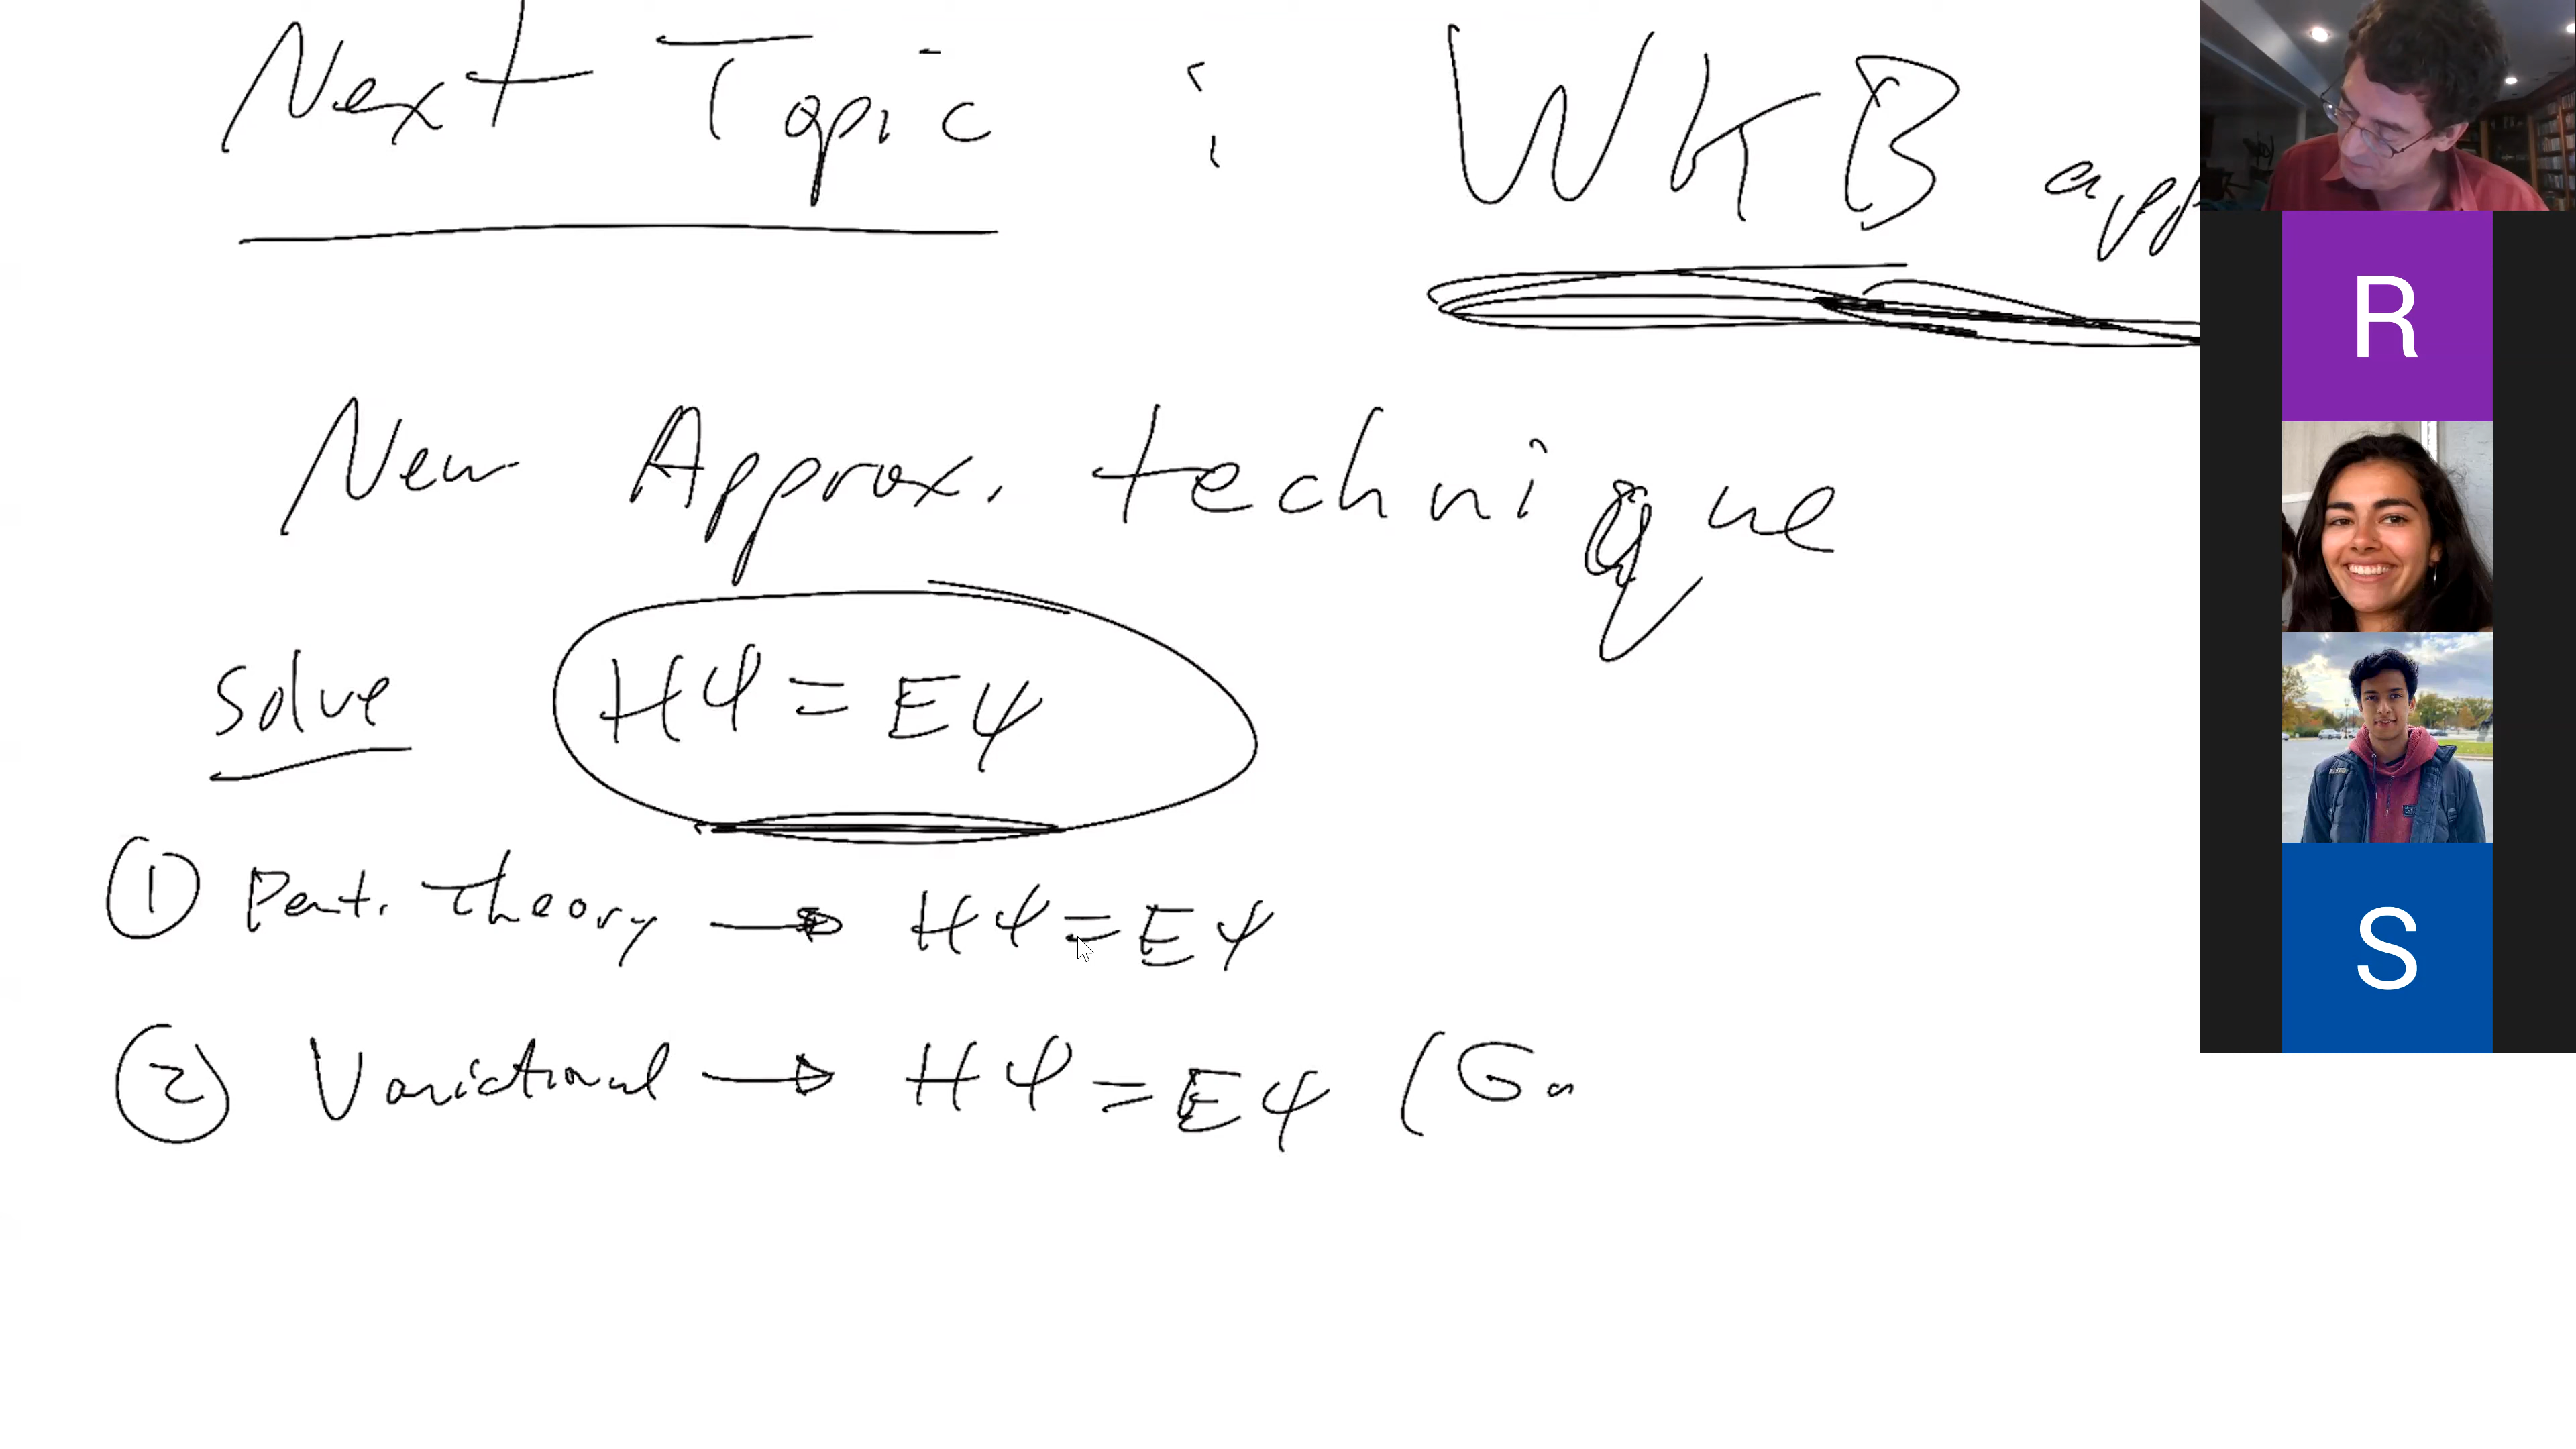 Next Topic : WKB app
New Approx. technique
Solve HΨ = EΨ
① Pert. Theory → HΨ = EΨ
② Variational → HΨ = EΨ (Gr
R
S